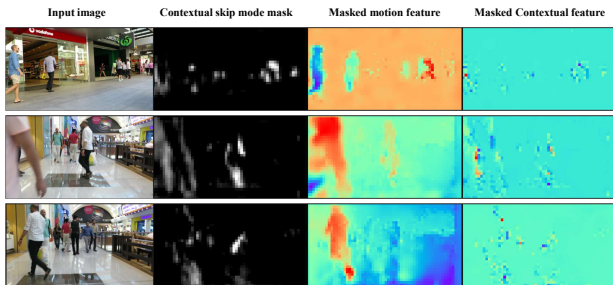 Input image
Contextual skip mode mask
Masked motion feature
Masked Contextual feature
vodafone